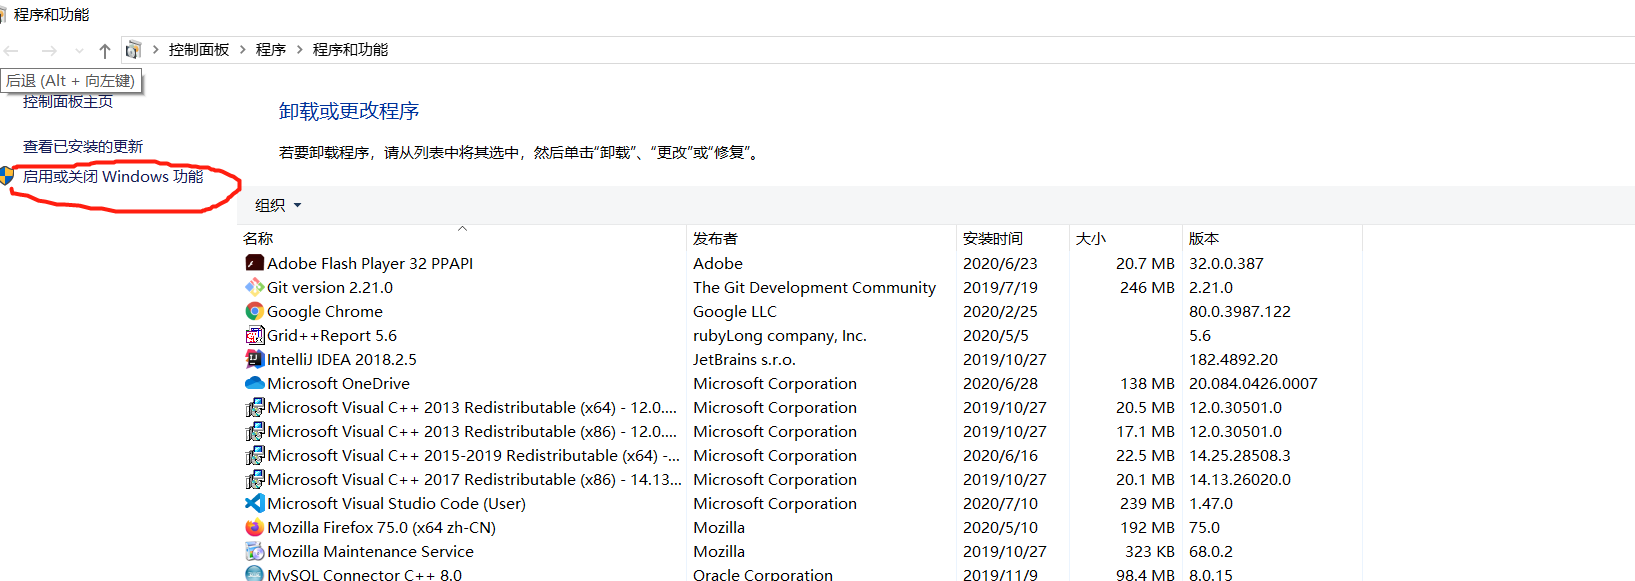 程序和功能
控制面板 > 程序 > 程序和功能
后退 (Alt + 向左键)
控制面板主页
卸载或更改程序
查看已安装的更新
若要卸载程序，请从列表中将其选中，然后单击“卸载”、“更改”或“修复”。
启用或关闭 Windows 功能
组织
名称 发布者 安装时间 大小 版本
Adobe Flash Player 32 PPAPI Adobe 2020/6/23 20.7 MB 32.0.0.387
Git version 2.21.0 The Git Development Community 2019/7/19 246 MB 2.21.0
Google Chrome Google LLC 2020/2/25 80.0.3987.122
Grid++Report 5.6 rubyLong company, Inc. 2020/5/5 5.6
IntelliJ IDEA 2018.2.5 JetBrains s.r.o. 2019/10/27 182.4892.20
Microsoft OneDrive Microsoft Corporation 2020/6/28 138 MB 20.084.0426.0007
Microsoft Visual C++ 2013 Redistributable (x64) - 12.0.... Microsoft Corporation 2019/10/27 20.5 MB 12.0.30501.0
Microsoft Visual C++ 2013 Redistributable (x86) - 12.0.... Microsoft Corporation 2019/10/27 17.1 MB 12.0.30501.0
Microsoft Visual C++ 2015-2019 Redistributable (x64) -... Microsoft Corporation 2020/6/16 22.5 MB 14.25.28508.3
Microsoft Visual C++ 2017 Redistributable (x86) - 14.13... Microsoft Corporation 2019/10/27 20.1 MB 14.13.26020.0
Microsoft Visual Studio Code (User) Microsoft Corporation 2020/7/10 239 MB 1.47.0
Mozilla Firefox 75.0 (x64 zh-CN) Mozilla 2020/5/10 192 MB 75.0
Mozilla Maintenance Service Mozilla 2019/10/27 323 KB 68.0.2
MySQL Connector C++ 8.0 Oracle Corporation 2019/11/9 98.4 MB 8.0.15